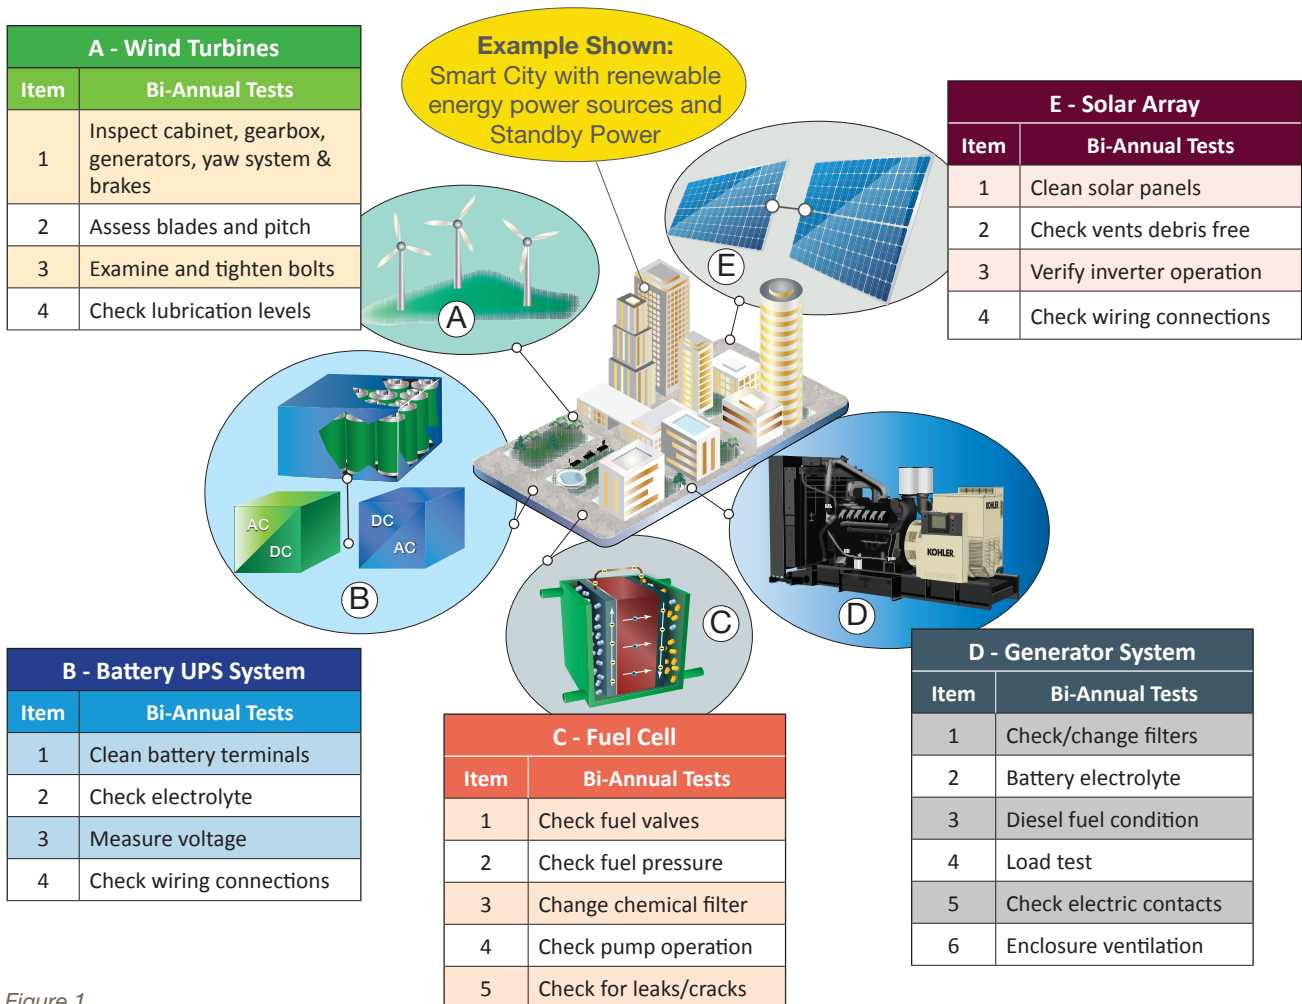 A - Wind Turbines
Item Bi-Annual Tests
1 Inspect cabinet, gearbox,
generators, yaw system &
brakes
2 Assess blades and pitch
3 Examine and tighten bolts
4 Check lubrication levels
Example Shown:
Smart City with renewable
energy power sources and
Standby Power
E - Solar Array
Item Bi-Annual Tests
1 Clean solar panels
2 Check vents debris free
3 Verify inverter operation
4 Check wiring connections
A
E
AC
DC
DC
AC
B
C
KOHLER.
KOHLER
D
B - Battery UPS System
Item Bi-Annual Tests
1 Clean battery terminals
2 Check electrolyte
3 Measure voltage
4 Check wiring connections
C - Fuel Cell
Item Bi-Annual Tests
1 Check fuel valves
2 Check fuel pressure
3 Change chemical filter
4 Check pump operation
5 Check for leaks/cracks
D - Generator System
Item Bi-Annual Tests
1 Check/change filters
2 Battery electrolyte
3 Diesel fuel condition
4 Load test
5 Check electric contacts
6 Enclosure ventilation
Figure 1